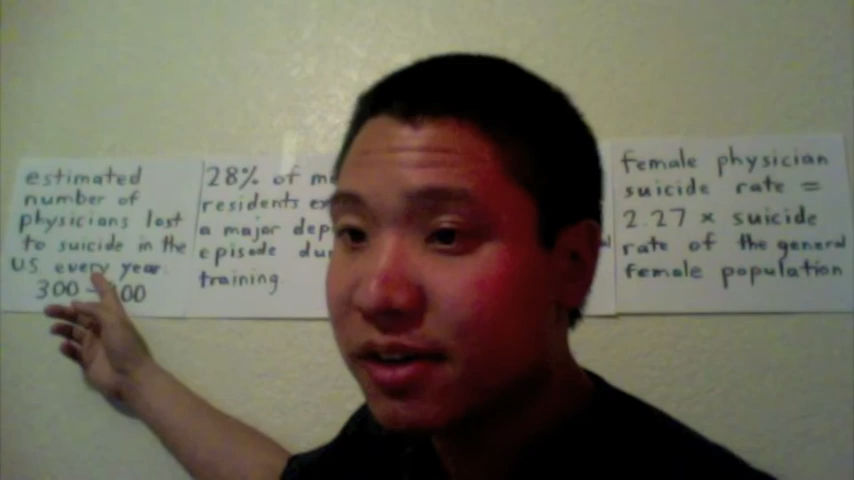 estimated
number of
physicians lost
to suicide in the
US every year.
300 - 00
28% of
residents
a major
episode
training
female physician
suicide rate =
2.27 x suicide
rate of the general
female population